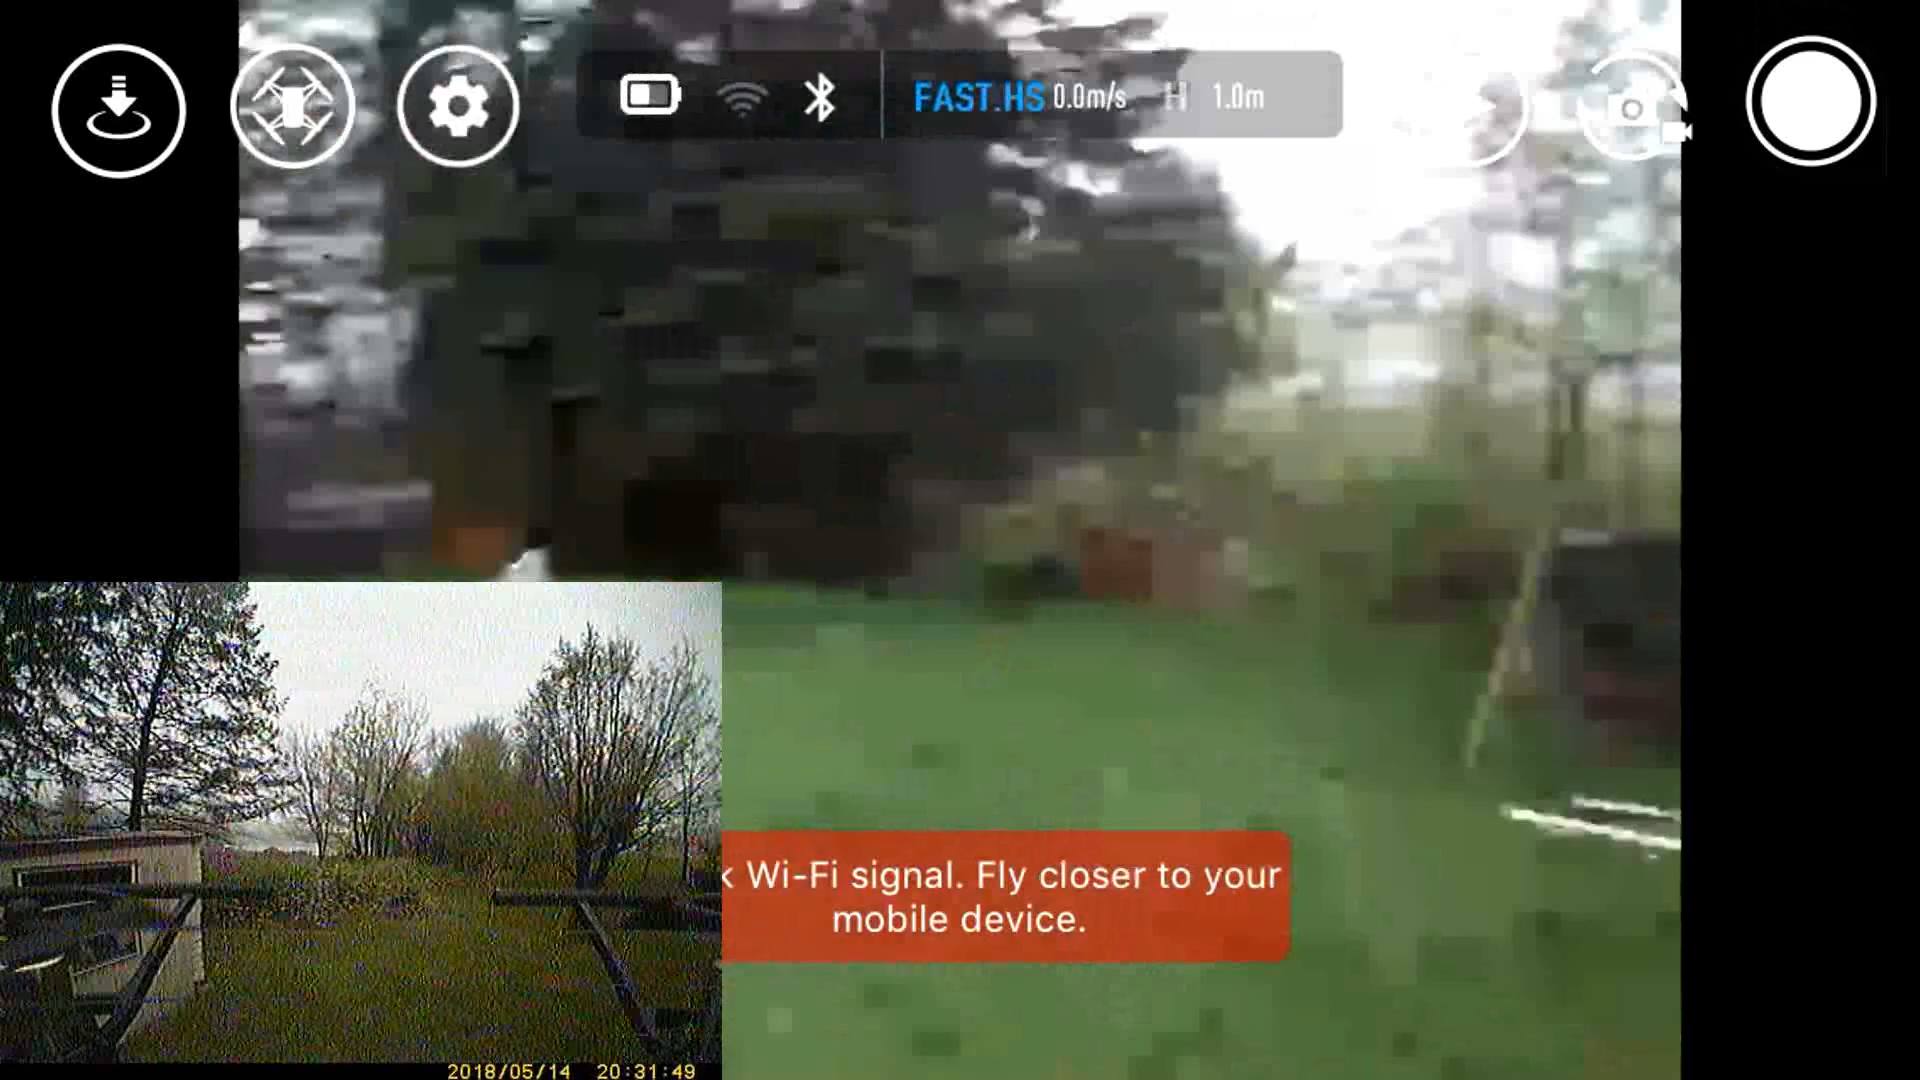 FAST.HS 0.0m/s H 1.0m
Wi-Fi signal. Fly closer to your
mobile device.
2018/05/14 20:31:49